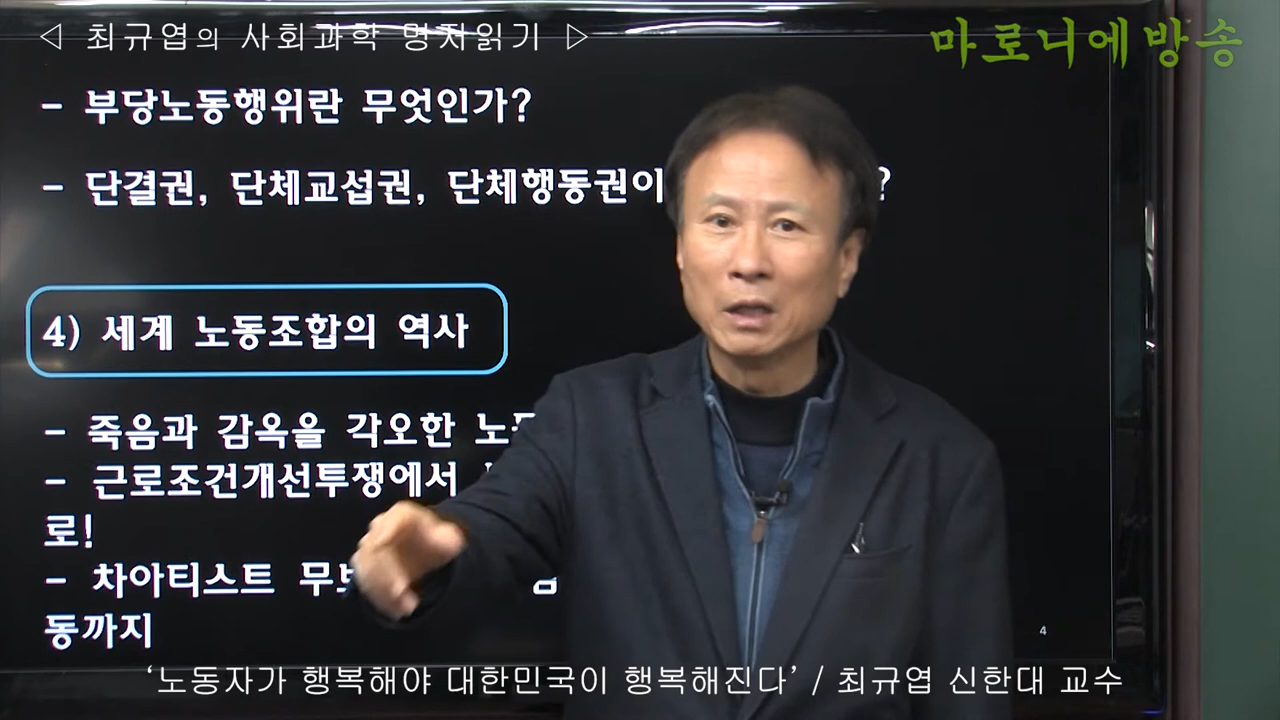 ◁ 최규엽의 사회과학 명저읽기 ▷
마로니에방송
- 부당노동행위란 무엇인가?
- 단결권, 단체교섭권, 단체행동권이 ?
4) 세계 노동조합의 역사
- 죽음과 감옥을 각오한
- 근로조건개선투쟁에서
로!
- 차아티스트
동까지
4
‘노동자가 행복해야 대한민국이 행복해진다’ / 최규엽 신한대 교수